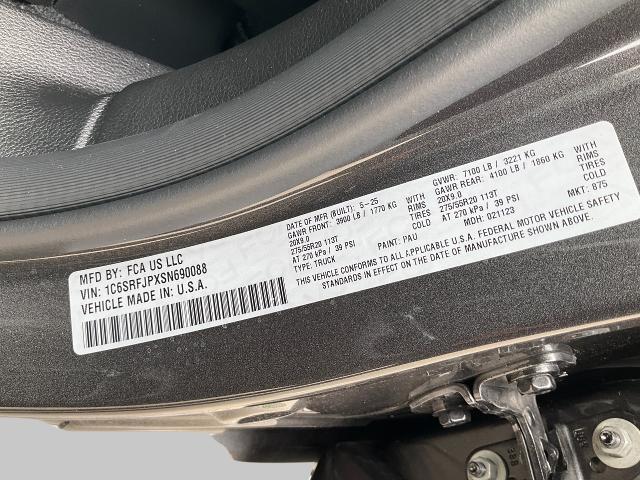 MFD BY: FCA US LLC
VIN: 1C6SRFJPXSN690088
VEHICLE MADE IN U.S.A.
DATE OF MFR (BUILT): 5-25
GAWR FRONT: 3900 LB / 1770 KG WITH
20X9.0 RIMS
275/55R20 113T TIRES
AT 270 kPa / 39 PSI COLD
GVWR: 7100 LB / 3221 KG
GAWR REAR: 4100 LB / 1860 KG WITH
20X9.0 RIMS
275/55R20 113T TIRES
AT 270 kPa / 39 PSI COLD
TYPE: TRUCK PAINT: PAU MDH: 021123 MKT: 875
THIS VEHICLE CONFORMS TO ALL APPLICABLE U.S.A. FEDERAL MOTOR VEHICLE SAFETY
STANDARDS IN EFFECT ON THE DATE OF MANUFACTURE SHOWN ABOVE.